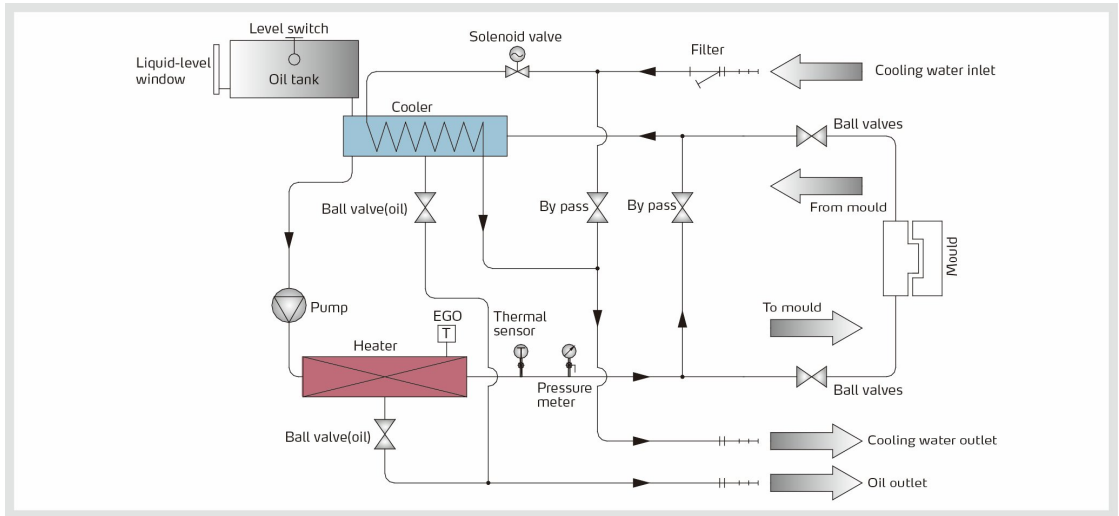 Level switch
Liquid-level
window
Oil tank
Solenoid valve
Filter
Cooling water inlet
Cooler
Ball valves
Ball valve(oil)
By pass
By pass
From mould
Mould
Pump
EGO
T
Thermal
sensor
T
To mould
Heater
Pressure
meter
Ball valves
Ball valve(oil)
Cooling water outlet
Oil outlet